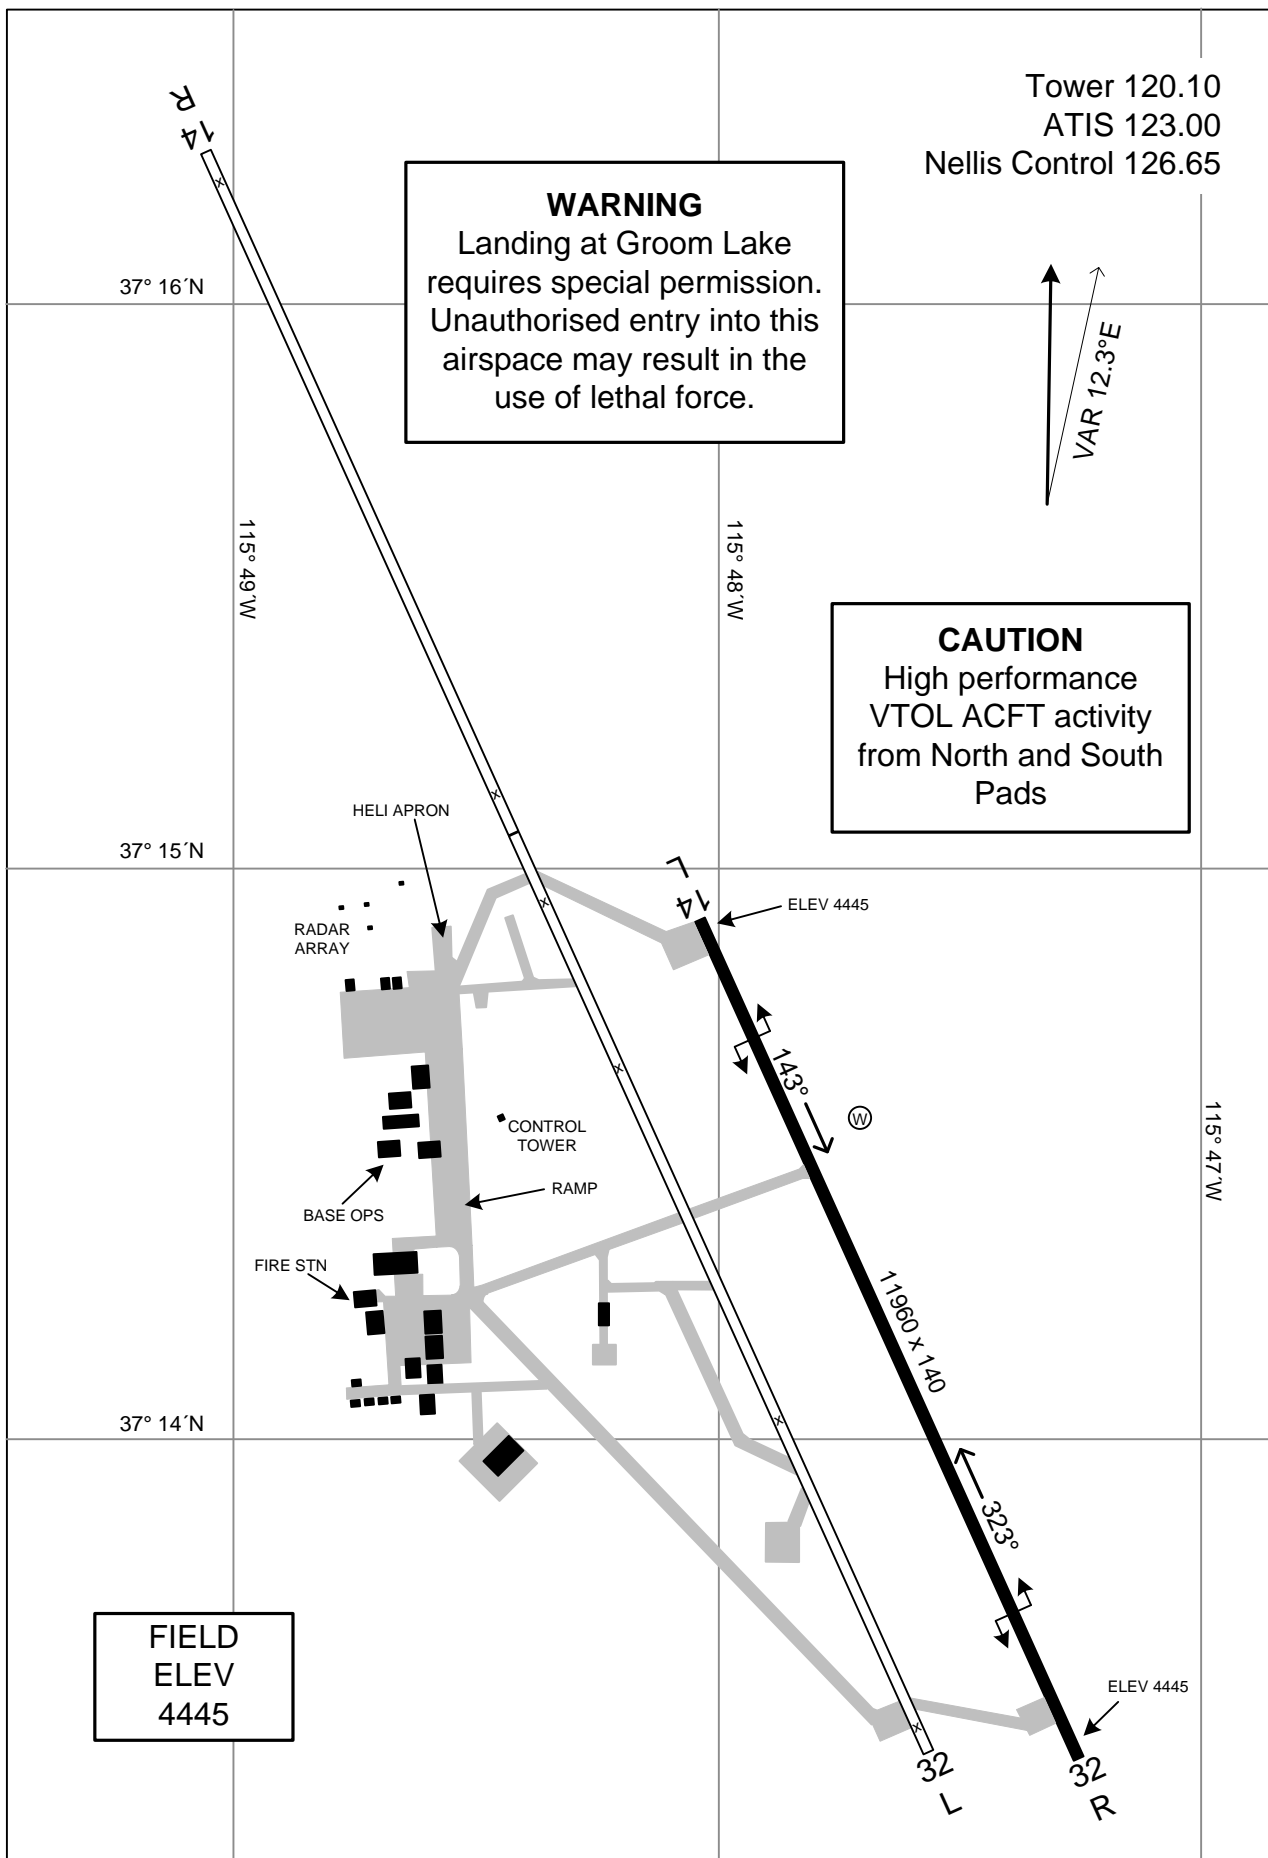 Tower 120.10
ATIS 123.00
Nellis Control 126.65
14
R
WARNING
Landing at Groom Lake
requires special permission.
Unauthorised entry into this
airspace may result in the
use of lethal force.
37° 16´N
VAR 12.3°E
115° 49´W
115° 48´W
CAUTION
High performance
VTOL ACFT activity
from North and South
Pads
HELI APRON
37° 15´N
14
L
ELEV 4445
RADAR
ARRAY
x
x
x
x
x
x
143°
W
CONTROL
TOWER
115° 47´W
RAMP
BASE OPS
FIRE STN
11960 x 140
37° 14´N
323°
FIELD
ELEV
4445
ELEV 4445
32
L
32
R